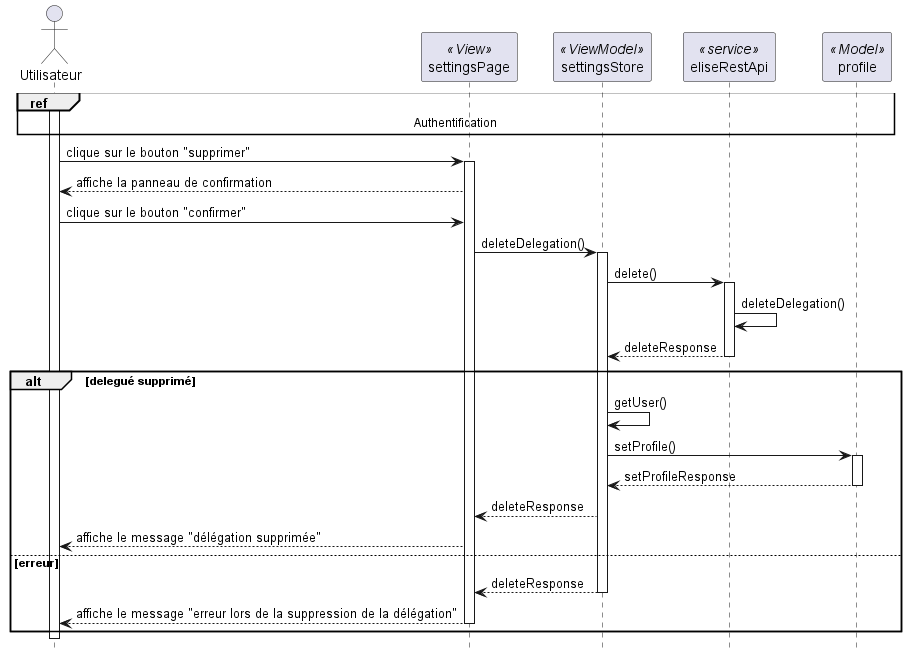 Utilisateur
« View»
settingsPage
« ViewModel»
settingsStore
« service»
eliseRestApi
« Model»
profile
ref
Authentification
clique sur le bouton "supprimer"
affiche la panneau de confirmation
clique sur le bouton "confirmer"
deleteDelegation()
delete()
deleteDelegation()
deleteResponse
alt
[delegué supprimé]
getUser()
setProfile()
setProfileResponse
deleteResponse
affiche le message "délégation supprimée"
[erreur]
deleteResponse
affiche le message "erreur lors de la suppression de la délégation"